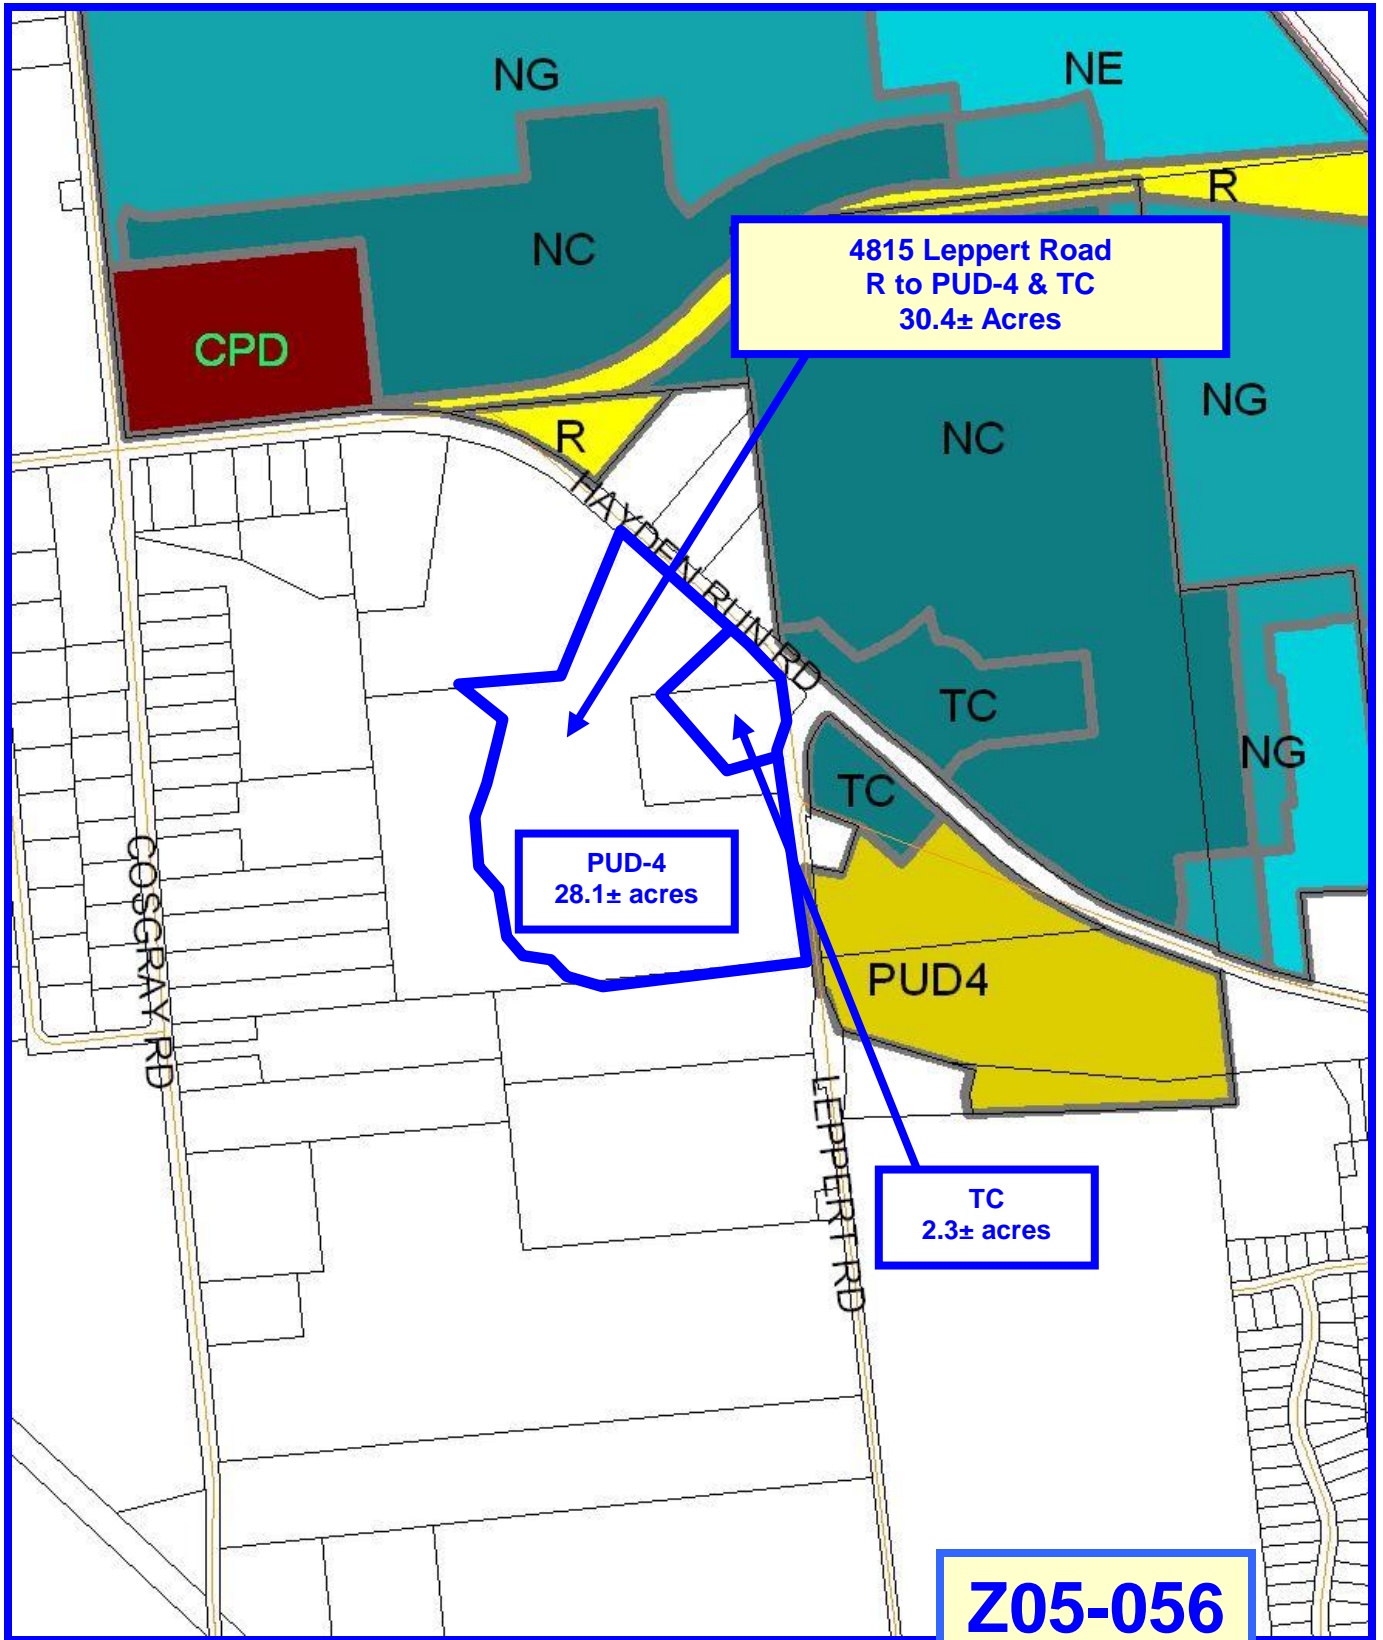 NG
NE
R
NC
4815 Leppert Road
R to PUD-4 & TC
30.4± Acres
CPD
NG
R
NC
HAYDEN RUN RD
TC
NG
TC
PUD-4
28.1± acres
COSGRAY RD
PUD4
LEPPERT RD
TC
2.3± acres
Z05-056